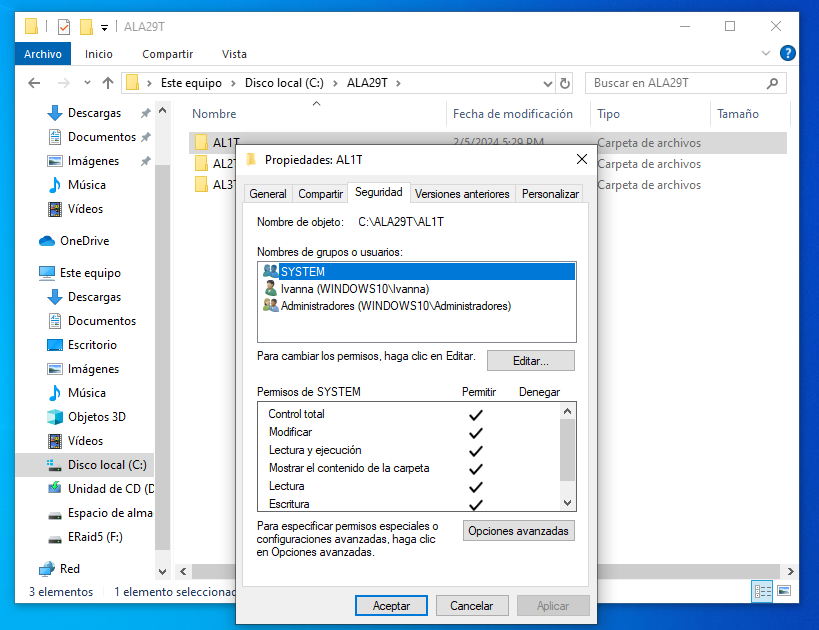 ALA29T
Archivo Inicio Compartir Vista
Este equipo Disco local (C:) ALA29T
Buscar en ALA29T
Nombre Fecha de modificación Tipo Tamaño
Descargas
Documentos
Imágenes
Música
Vídeos
OneDrive
Este equipo
Descargas
Documentos
Escritorio
Imágenes
Música
Objetos 3D
Vídeos
Disco local (C:)
Unidad de CD (D
Espacio de alma
ERaid5 (F:)
Red
AL1T 2/5/2024 5:29 PM Carpeta de archivos
AL2T Carpeta de archivos
AL3T Carpeta de archivos
3 elementos 1 elemento seleccionad
Propiedades: AL1T
General Compartir Seguridad Versiones anteriores Personalizar
Nombre de objeto: C:\ALA29T\AL1T
Nombres de grupos o usuarios:
SYSTEM
Ivanna (WINDOWS10\Ivanna)
Administradores (WINDOWS10\Administradores)
Para cambiar los permisos, haga clic en Editar.
Editar...
Permisos de SYSTEM Permitir Denegar
Control total
Modificar
Lectura y ejecución
Mostrar el contenido de la carpeta
Lectura
Escritura
Para especificar permisos especiales o
configuraciones avanzadas, haga clic
en Opciones avanzadas.
Opciones avanzadas
Aceptar Cancelar Aplicar